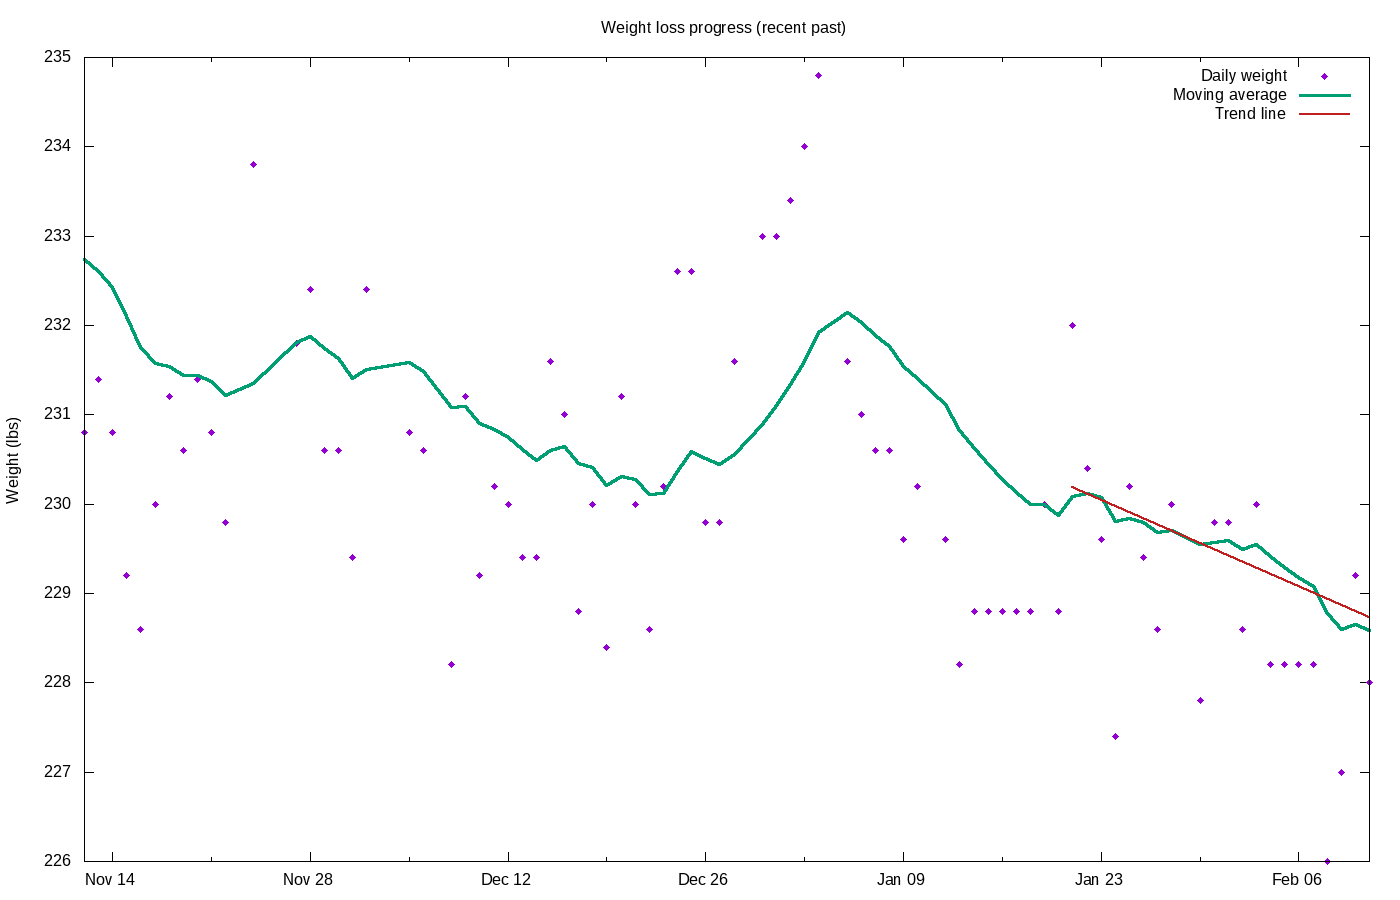 Weight loss progress (recent past)
Daily weight
Moving average
Trend line
Weight (lbs)
235
234
233
232
231
230
229
228
227
226
Nov 14
Nov 28
Dec 12
Dec 26
Jan 09
Jan 23
Feb 06